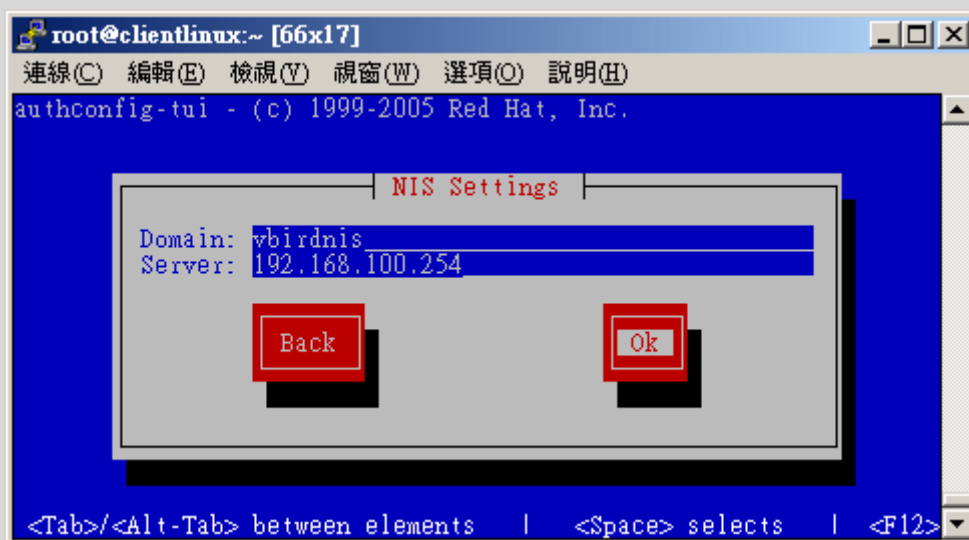 root@clientlinux:~ [66x17]
連線(C) 編輯(E) 檢視(V) 視窗(W) 選項(O) 說明(H)
authconfig-tui - (c) 1999-2005 Red Hat, Inc.
NIS Settings
Domain: vbirdnis
Server: 192.168.100.254
Back Ok
<Tab>/<Alt-Tab> between elements | <Space> selects | <F12>